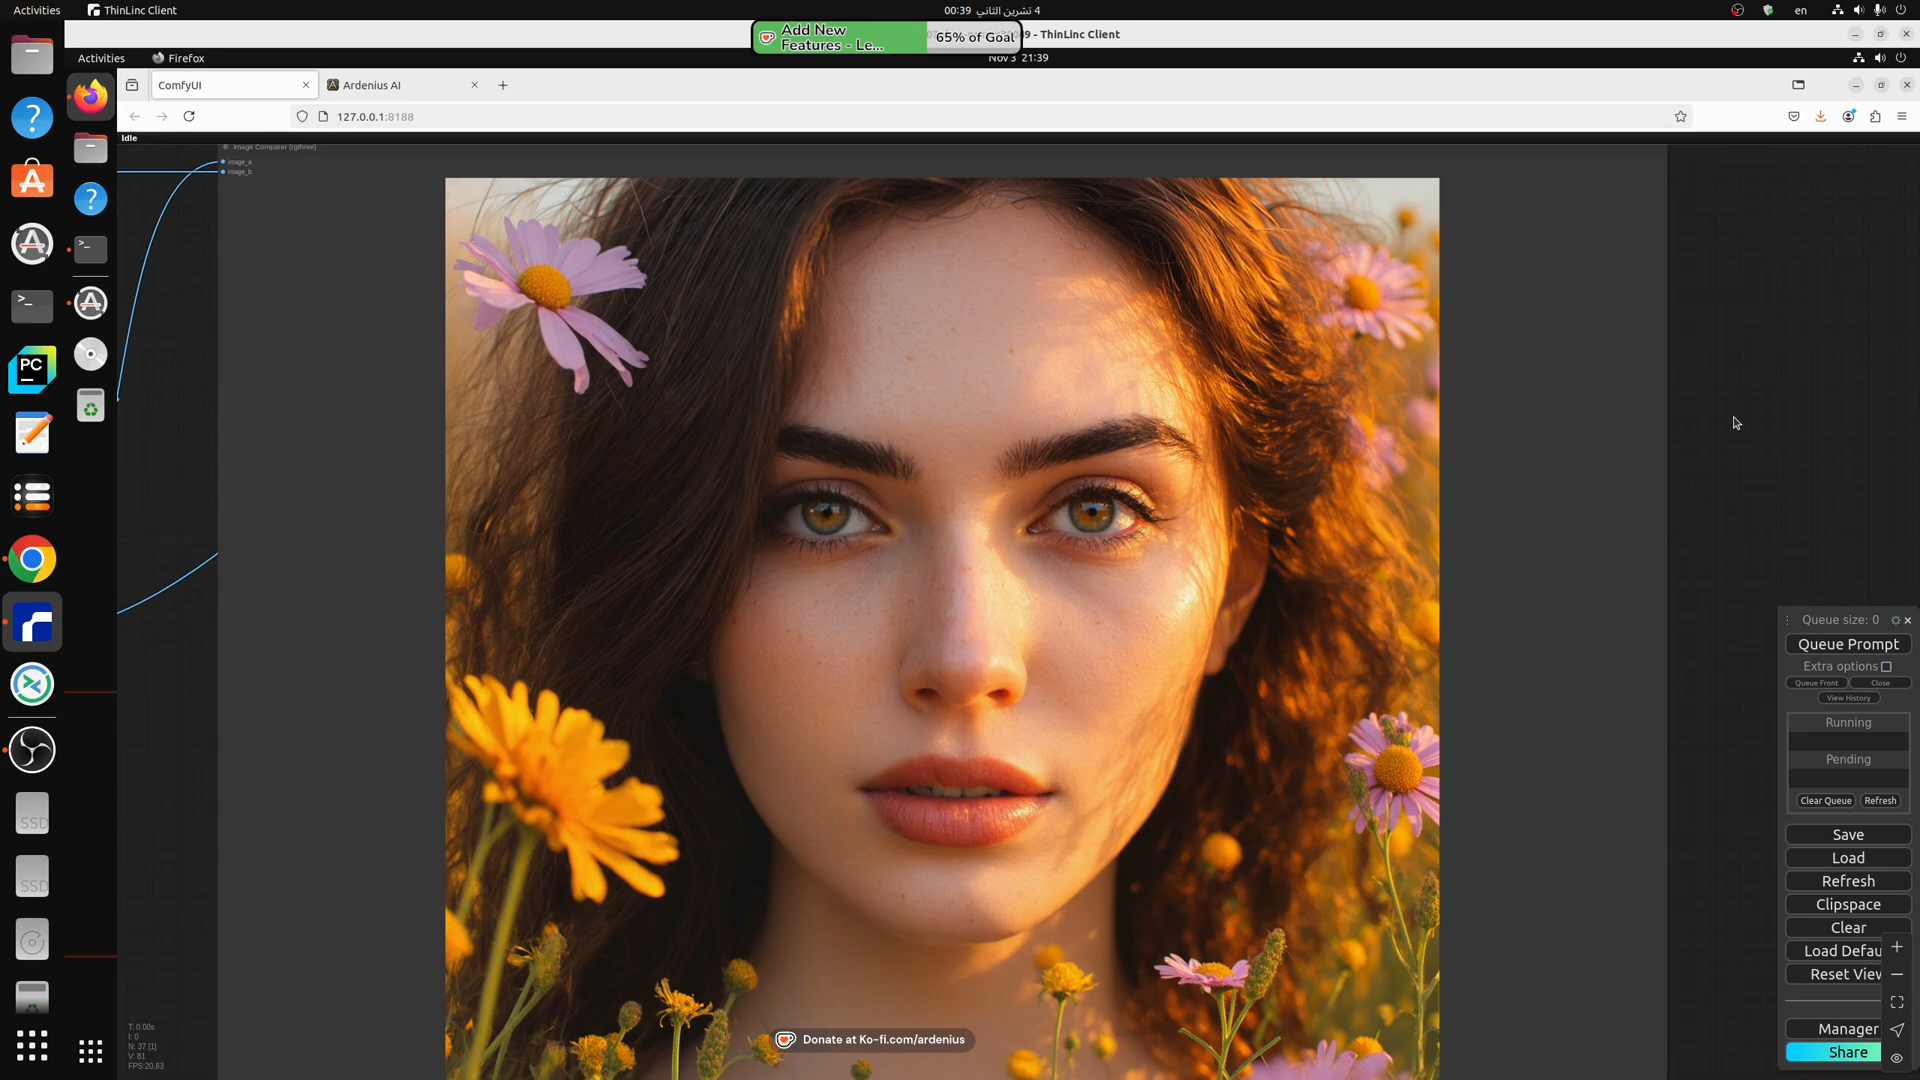 Activities
ThinLinc Client
00:39 4 تشرين الثاني
en
Add New
Features - Le...
65% of Goal
9 - ThinLinc Client
Activities
Firefox
Nov 3 21:39
ComfyUI
Ardenius AI
127.0.0.1:8188
Idle
Image Comparer (rgthree)
image_a
image_b
PC
SSD
SSD
Queue size: 0
Queue Prompt
Extra options
Queue Front
Close
View History
Running
Pending
Clear Queue
Refresh
Save
Load
Refresh
Clipspace
Clear
Load Defau
Reset View
Manager
Share
T: 0.00s
I: 0
N: 37 [1]
V: 81
FPS:20.83
Donate at Ko-fi.com/ardenius